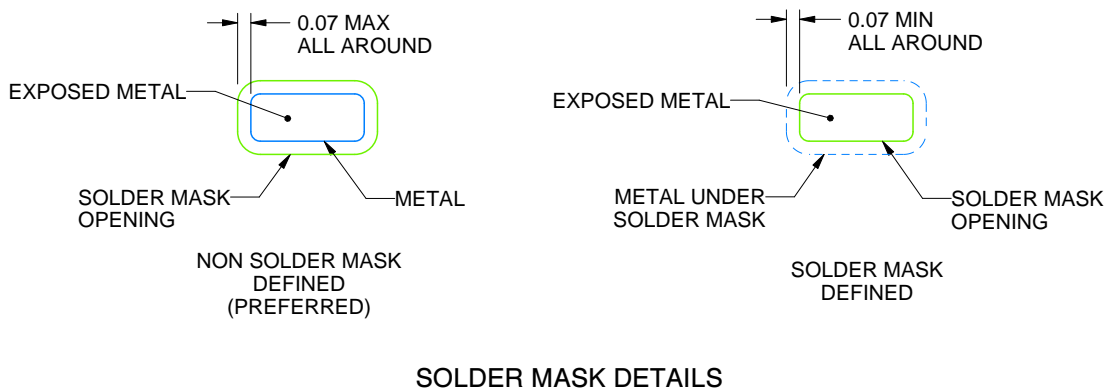 0.07 MAX
ALL AROUND
EXPOSED METAL
SOLDER MASK
OPENING
METAL
NON SOLDER MASK
DEFINED
(PREFERRED)
0.07 MIN
ALL AROUND
EXPOSED METAL
METAL UNDER
SOLDER MASK
SOLDER MASK
OPENING
SOLDER MASK
DEFINED
SOLDER MASK DETAILS